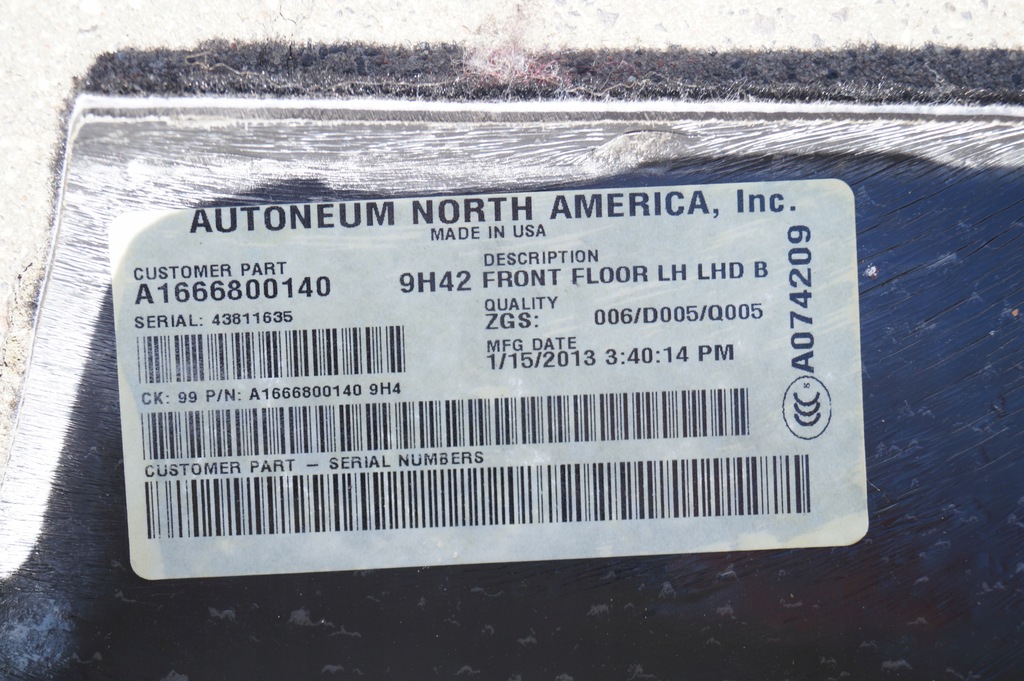 AUTONEUM NORTH AMERICA, Inc.
MADE IN USA
CUSTOMER PART
A1666800140 9H42
DESCRIPTION
FRONT FLOOR LH LHD B
SERIAL: 43811635
QUALITY
ZGS: 006/D005/Q005
MFG DATE
1/15/2013 3:40:14 PM
CK: 99 P/N: A1666800140 9H4
CUSTOMER PART - SERIAL NUMBERS
A074209
CCC S